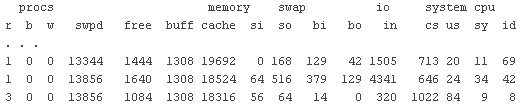 procs memory swap io system cpu
r b w swpd free buff cache si so bi bo in cs us sy id
. . .
1 0 0 13344 1444 1308 19692 0 168 129 42 1505 713 20 11 69
1 0 0 13856 1640 1308 18524 64 516 379 129 4341 646 24 34 42
3 0 0 13856 1084 1308 18316 56 64 14 0 320 1022 84 9 8